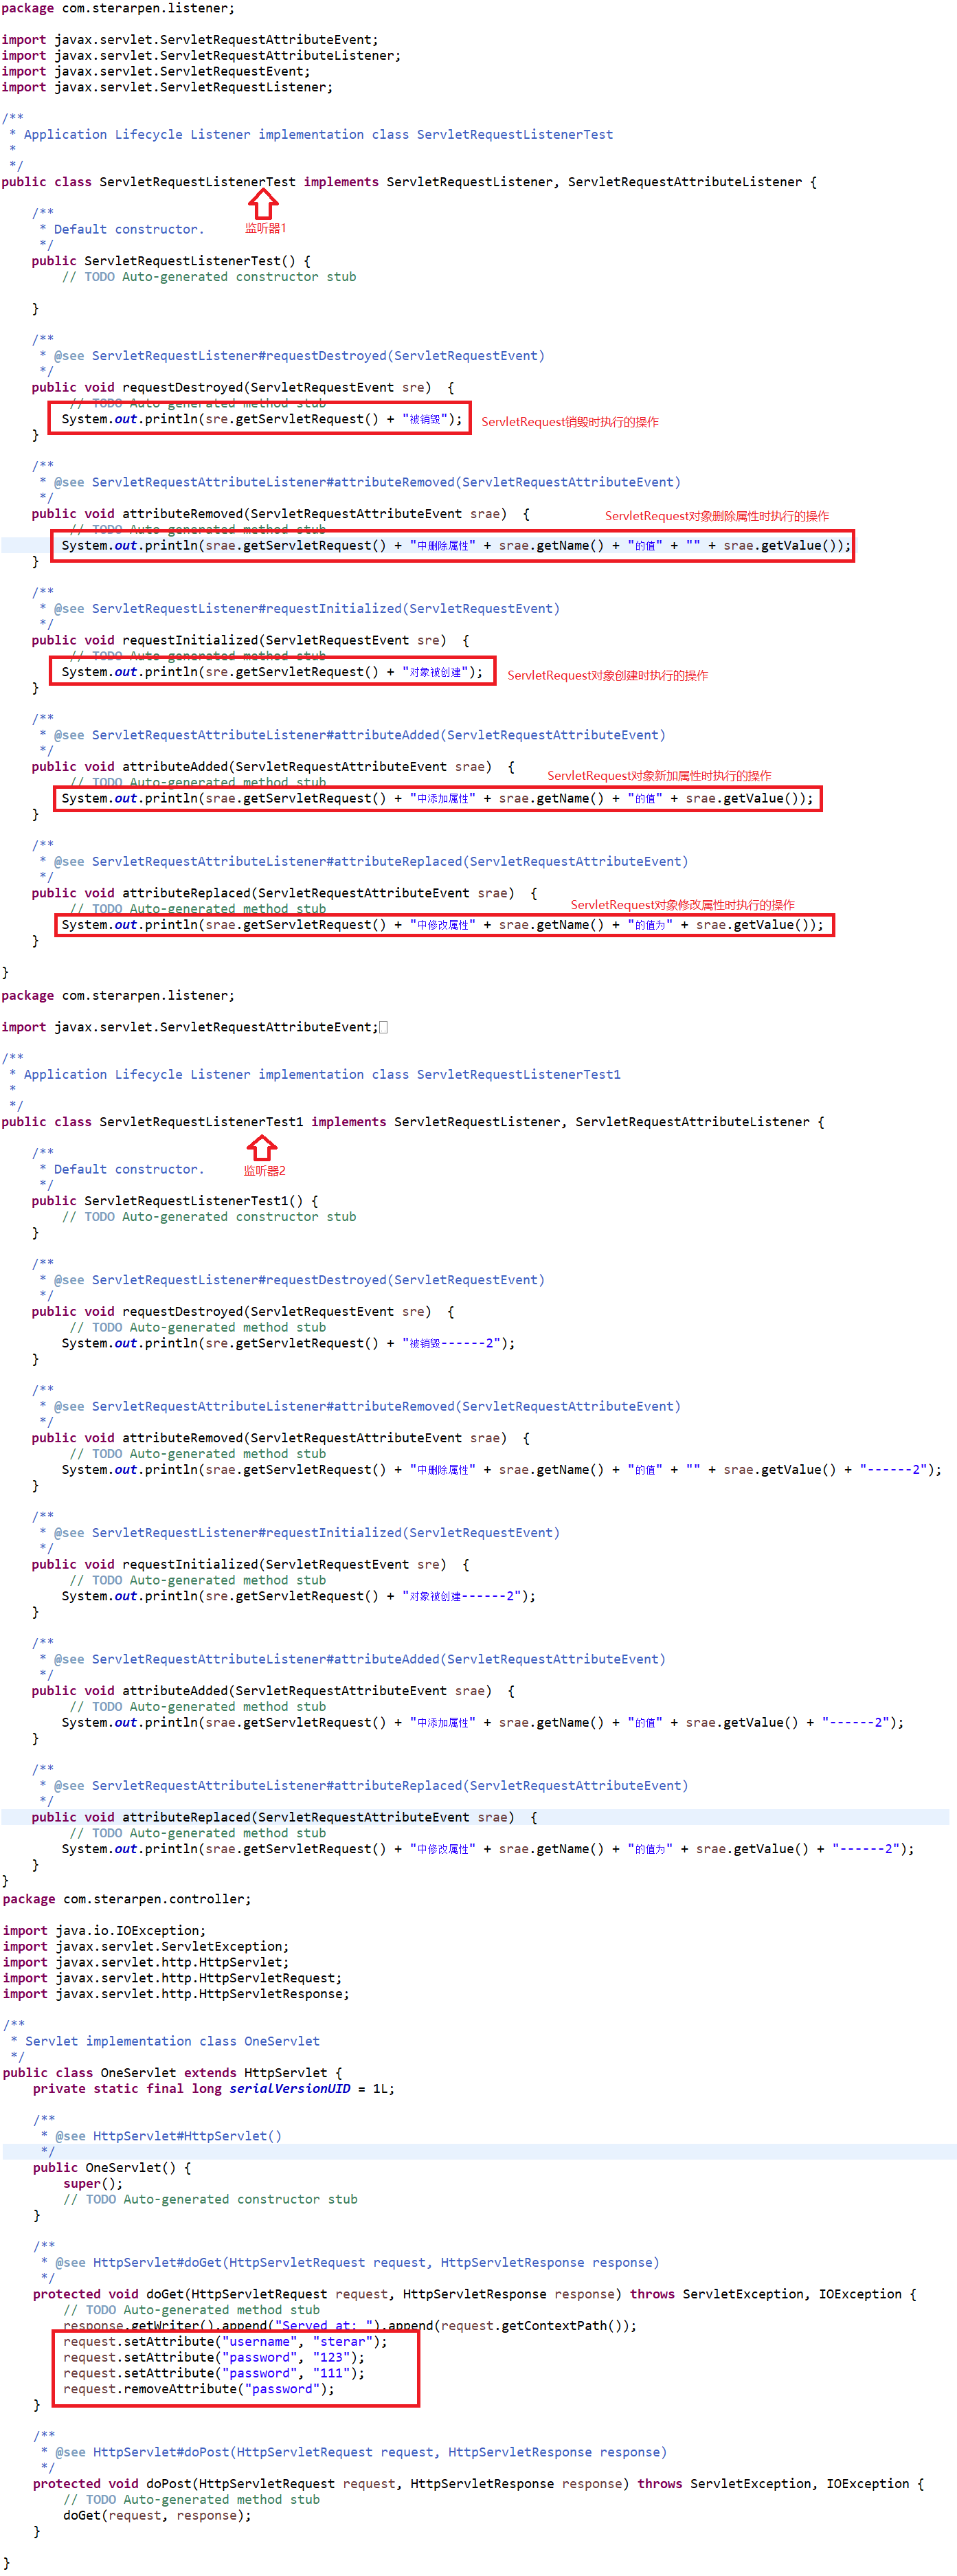 package com.sterarpen.listener;
import javax.servlet.ServletRequestAttributeEvent;
import javax.servlet.ServletRequestAttributeListener;
import javax.servlet.ServletRequestEvent;
import javax.servlet.ServletRequestListener;
/**
* Application Lifecycle Listener implementation class ServletRequestListenerTest
*
*/
public class ServletRequestListenerTest implements ServletRequestListener, ServletRequestAttributeListener {
/**
* Default constructor.
监听器1
*/
public ServletRequestListenerTest() {
// TODO Auto-generated constructor stub
}
/**
* @see ServletRequestListener#requestDestroyed(ServletRequestEvent)
*/
public void requestDestroyed(ServletRequestEvent sre)  {
// TODO Auto-generated method stub
System.out.println(sre.getServletRequest() + "被销毁");
ServletRequest销毁时执行的操作
}
/**
* @see ServletRequestAttributeListener#attributeRemoved(ServletRequestAttributeEvent)
*/
public void attributeRemoved(ServletRequestAttributeEvent srae)  {
ServletRequest对象删除属性时执行的操作
// TODO Auto-generated method stub
System.out.println(srae.getServletRequest() + "中删除属性" + srae.getName() + "的值" + "" + srae.getValue());
}
/**
* @see ServletRequestListener#requestInitialized(ServletRequestEvent)
*/
public void requestInitialized(ServletRequestEvent sre)  {
// TODO Auto-generated method stub
System.out.println(sre.getServletRequest() + "对象被创建");
ServletRequest对象创建时执行的操作
}
/**
* @see ServletRequestAttributeListener#attributeAdded(ServletRequestAttributeEvent)
*/
public void attributeAdded(ServletRequestAttributeEvent srae)  {
ServletRequest对象新加属性时执行的操作
// TODO Auto-generated method stub
System.out.println(srae.getServletRequest() + "中添加属性" + srae.getName() + "的值" + srae.getValue());
}
/**
* @see ServletRequestAttributeListener#attributeReplaced(ServletRequestAttributeEvent)
*/
public void attributeReplaced(ServletRequestAttributeEvent srae)  {
ServletRequest对象修改属性时执行的操作
// TODO Auto-generated method stub
System.out.println(srae.getServletRequest() + "中修改属性" + srae.getName() + "的值为" + srae.getValue());
}
}
package com.sterarpen.listener;
import javax.servlet.ServletRequestAttributeEvent;
/**
* Application Lifecycle Listener implementation class ServletRequestListenerTest1
*
*/
public class ServletRequestListenerTest1 implements ServletRequestListener, ServletRequestAttributeListener {
/**
* Default constructor.
监听器2
*/
public ServletRequestListenerTest1() {
// TODO Auto-generated constructor stub
}
/**
* @see ServletRequestListener#requestDestroyed(ServletRequestEvent)
*/
public void requestDestroyed(ServletRequestEvent sre)  {
// TODO Auto-generated method stub
System.out.println(sre.getServletRequest() + "被销毁------2");
}
/**
* @see ServletRequestAttributeListener#attributeRemoved(ServletRequestAttributeEvent)
*/
public void attributeRemoved(ServletRequestAttributeEvent srae)  {
// TODO Auto-generated method stub
System.out.println(srae.getServletRequest() + "中删除属性" + srae.getName() + "的值" + "" + srae.getValue() + "------2");
}
/**
* @see ServletRequestListener#requestInitialized(ServletRequestEvent)
*/
public void requestInitialized(ServletRequestEvent sre)  {
// TODO Auto-generated method stub
System.out.println(sre.getServletRequest() + "对象被创建------2");
}
/**
* @see ServletRequestAttributeListener#attributeAdded(ServletRequestAttributeEvent)
*/
public void attributeAdded(ServletRequestAttributeEvent srae)  {
// TODO Auto-generated method stub
System.out.println(srae.getServletRequest() + "中添加属性" + srae.getName() + "的值" + srae.getValue() + "------2");
}
/**
* @see ServletRequestAttributeListener#attributeReplaced(ServletRequestAttributeEvent)
*/
public void attributeReplaced(ServletRequestAttributeEvent srae)  {
// TODO Auto-generated method stub
System.out.println(srae.getServletRequest() + "中修改属性" + srae.getName() + "的值为" + srae.getValue() + "------2");
}
}
package com.sterarpen.controller;
import java.io.IOException;
import javax.servlet.ServletException;
import javax.servlet.http.HttpServlet;
import javax.servlet.http.HttpServletRequest;
import javax.servlet.http.HttpServletResponse;
/**
* Servlet implementation class OneServlet
*/
public class OneServlet extends HttpServlet {
private static final long serialVersionUID = 1L;
/**
* @see HttpServlet#HttpServlet()
*/
public OneServlet() {
super();
// TODO Auto-generated constructor stub
}
/**
* @see HttpServlet#doGet(HttpServletRequest request, HttpServletResponse response)
*/
protected void doGet(HttpServletRequest request, HttpServletResponse response) throws ServletException, IOException {
// TODO Auto-generated method stub
response.getWriter().append("Served at: ").append(request.getContextPath());
request.setAttribute("username", "sterar");
request.setAttribute("password", "123");
request.setAttribute("password", "111");
request.removeAttribute("password");
}
/**
* @see HttpServlet#doPost(HttpServletRequest request, HttpServletResponse response)
*/
protected void doPost(HttpServletRequest request, HttpServletResponse response) throws ServletException, IOException {
// TODO Auto-generated method stub
doGet(request, response);
}
}